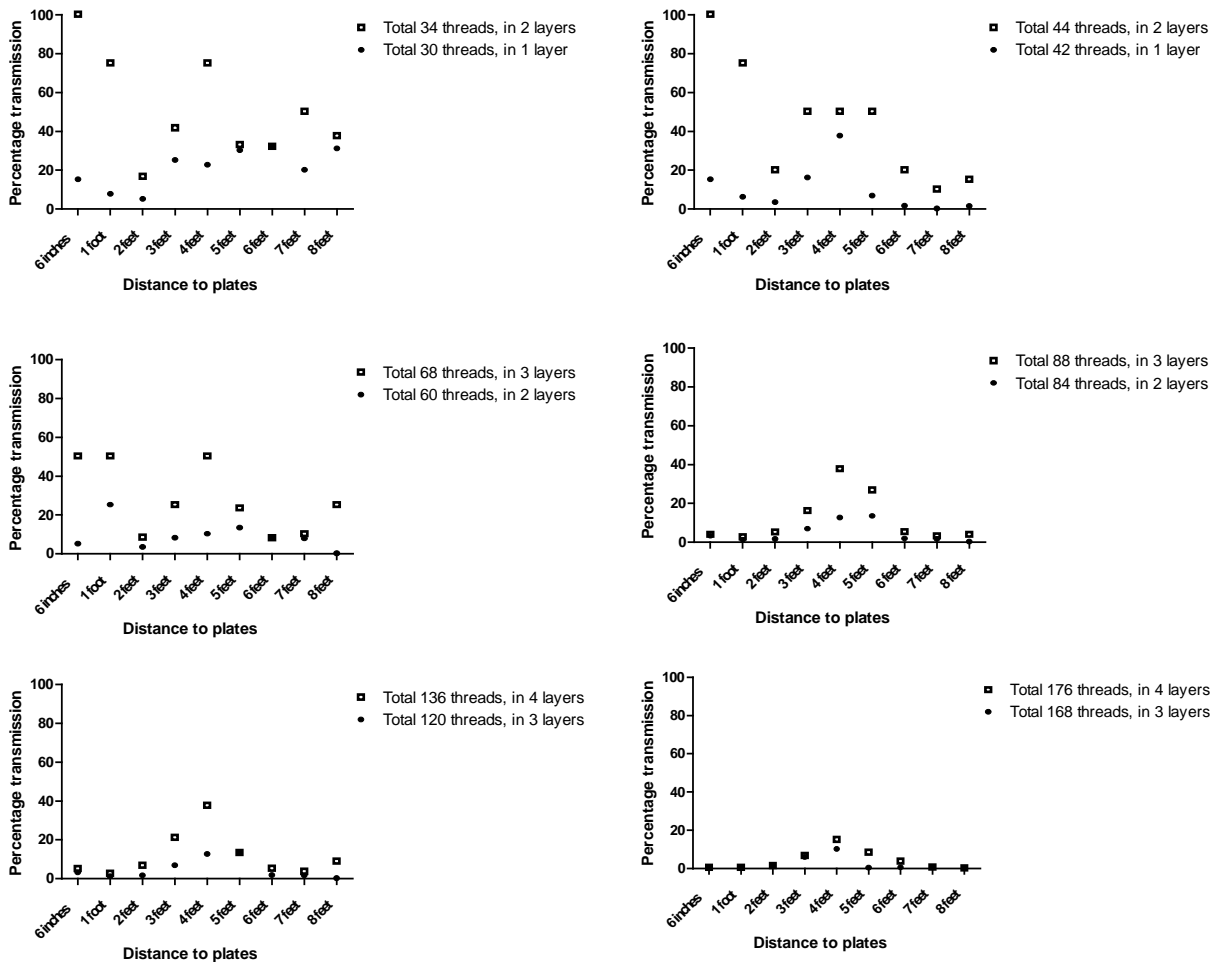 Percentage transmission
100
80
60
40
20
0
6 inches
1 foot
2 feet
3 feet
4 feet
5 feet
6 feet
7 feet
8 feet
Distance to plates
Total 34 threads, in 2 layers
Total 30 threads, in 1 layer
Percentage transmission
100
80
60
40
20
0
6 inches
1 foot
2 feet
3 feet
4 feet
5 feet
6 feet
7 feet
8 feet
Distance to plates
Total 44 threads, in 2 layers
Total 42 threads, in 1 layer
Percentage transmission
100
80
60
40
20
0
6 inches
1 foot
2 feet
3 feet
4 feet
5 feet
6 feet
7 feet
8 feet
Distance to plates
Total 68 threads, in 3 layers
Total 60 threads, in 2 layers
Percentage transmission
100
80
60
40
20
0
6 inches
1 foot
2 feet
3 feet
4 feet
5 feet
6 feet
7 feet
8 feet
Distance to plates
Total 88 threads, in 3 layers
Total 84 threads, in 2 layers
Percentage transmission
100
80
60
40
20
0
6 inches
1 foot
2 feet
3 feet
4 feet
5 feet
6 feet
7 feet
8 feet
Distance to plates
Total 136 threads, in 4 layers
Total 120 threads, in 3 layers
Percentage transmission
100
80
60
40
20
0
6 inches
1 foot
2 feet
3 feet
4 feet
5 feet
6 feet
7 feet
8 feet
Distance to plates
Total 176 threads, in 4 layers
Total 168 threads, in 3 layers